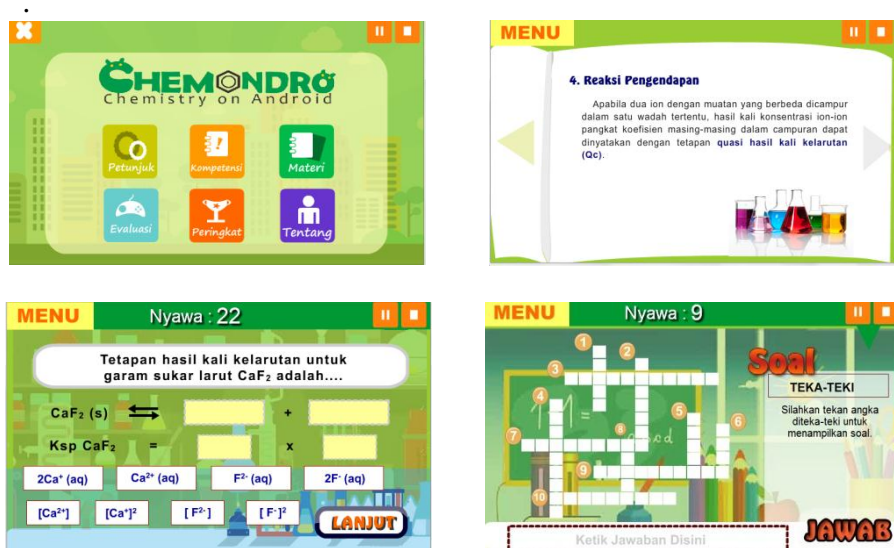 CHEMONDRO
Chemistry on Android
Petunjuk
Kompetensi
Materi
Evaluasi
Peringkat
Tentang
MENU
4. Reaksi Pengendapan
Apabila dua ion dengan muatan yang berbeda dicampur
dalam satu wadah tertentu, hasil kali konsentrasi ion-ion
pangkat koefisien masing-masing dalam campuran dapat
dinyatakan dengan tetapan quasi hasil kali kelarutan
(Qc).
MENU
Nyawa : 22
Tetapan hasil kali kelarutan untuk
garam sukar larut CaF₂ adalah....
CaF₂ (s) +
Ksp CaF₂ = x
2Ca⁺ (aq) Ca²⁺ (aq) F²⁻ (aq) 2F⁻ (aq)
[Ca²⁺] [Ca⁺]² [ F²⁻] [ F⁻]²
LANJUT
MENU
Nyawa : 9
1
2
3
4
5
6
7
8
9
10
Soal
TEKA-TEKI
Silahkan tekan angka
diteka-teki untuk
menampilkan soal.
Ketik Jawaban Disini
JAWAB